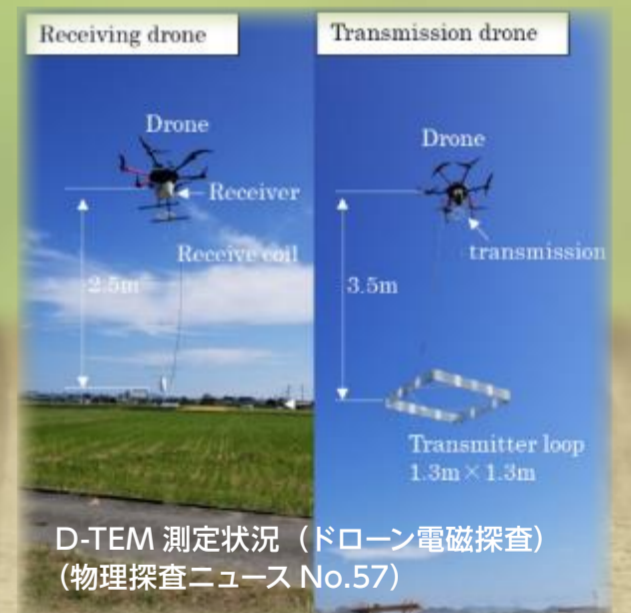 Receiving drone
Drone
Receiver
Receive coil
2.5m
Transmission drone
Drone
transmission
3.5m
Transmitter loop
1.3m×1.3m
D-TEM 測定状況（ドローン電磁探査）
（物理探査ニュース No.57）